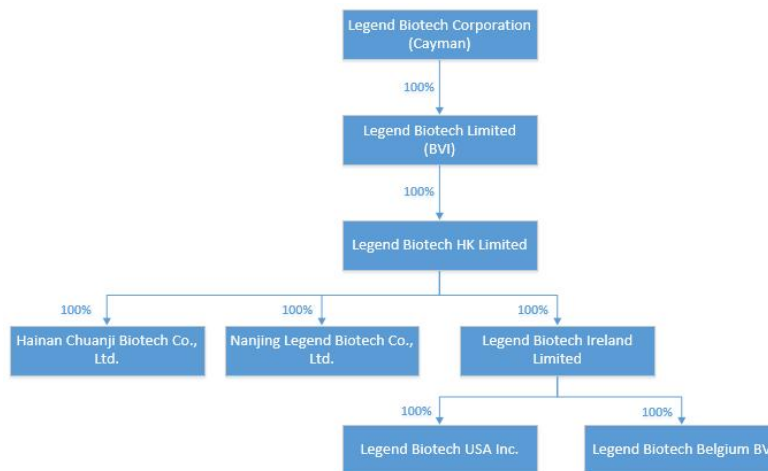 Legend Biotech Corporation
(Cayman)
100%
Legend Biotech Limited
(BVI)
100%
Legend Biotech HK Limited
100%
100%
100%
Hainan Chuanji Biotech Co.,
Ltd.
Nanjing Legend Biotech Co.,
Ltd.
Legend Biotech Ireland
Limited
100%
100%
Legend Biotech USA Inc.
Legend Biotech Belgium BV